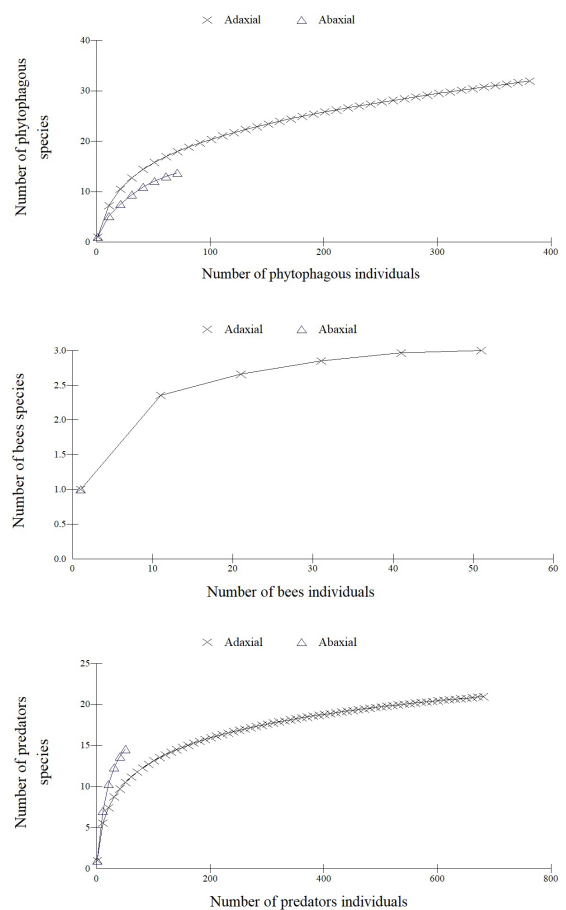 Adaxial Abaxial
Number of phytophagous
species
40
30
20
10
0
0 100 200 300 400
Number of phytophagous individuals
Adaxial Abaxial
Number of bees species
3.0
2.5
2.0
1.5
1.0
0.5
0.0
0 10 20 30 40 50 60
Number of bees individuals
Adaxial Abaxial
Number of predators
species
25
20
15
10
5
0
0 200 400 600 800
Number of predators individuals